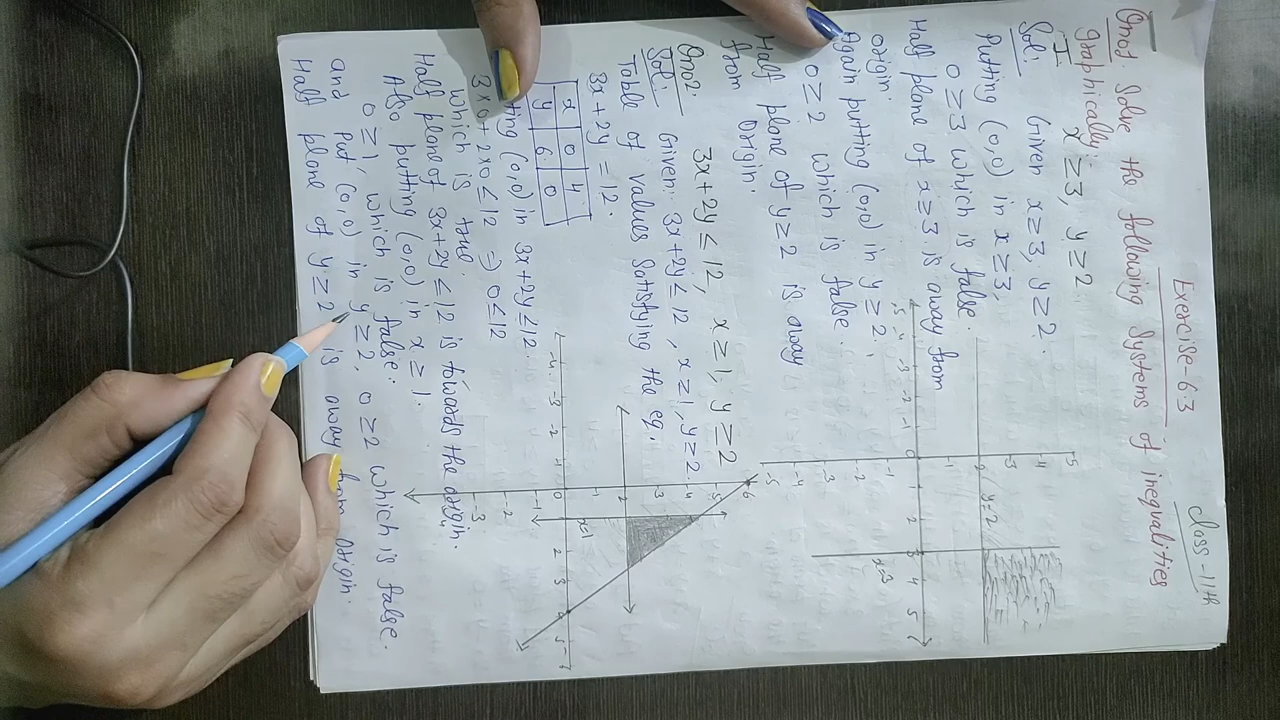 Exercise-6.3
Class-11th
Qno1. Solve the following Systems of inequalities
graphically:
I x ≥ 3, y ≥ 2
Sol: Given x ≥ 3, y ≥ 2.
Putting (0,0) in x ≥ 3,
0 ≥ 3 which is false.
Half plane of x ≥ 3 is away from
origin.
Again putting (0,0) in y ≥ 2.,
0 ≥ 2 which is false.
Half plane of y ≥ 2 is away
from Origin.
y=2
x=3
Qno2. 3x + 2y ≤ 12, x ≥ 1, y ≥ 2
Sol: Given: 3x + 2y ≤ 12, x ≥ 1, y ≥ 2.
Table of values satisfying the eq.
3x + 2y = 12.
x 0 4
y 6 0
(0,0) in 3x + 2y ≤ 12.
3 × 0 + 2 × 0 ≤ 12 ⇒ 0 ≤ 12
which is true.
Half plane of 3x + 2y ≤ 12 is towards the origin.
Also putting (0,0) in x ≥ 1.
0 ≥ 1, which is false.
and put (0,0) in y ≥ 2, 0 ≥ 2 which is false.
Half plane of y ≥ 2 is away from origin.
x=1